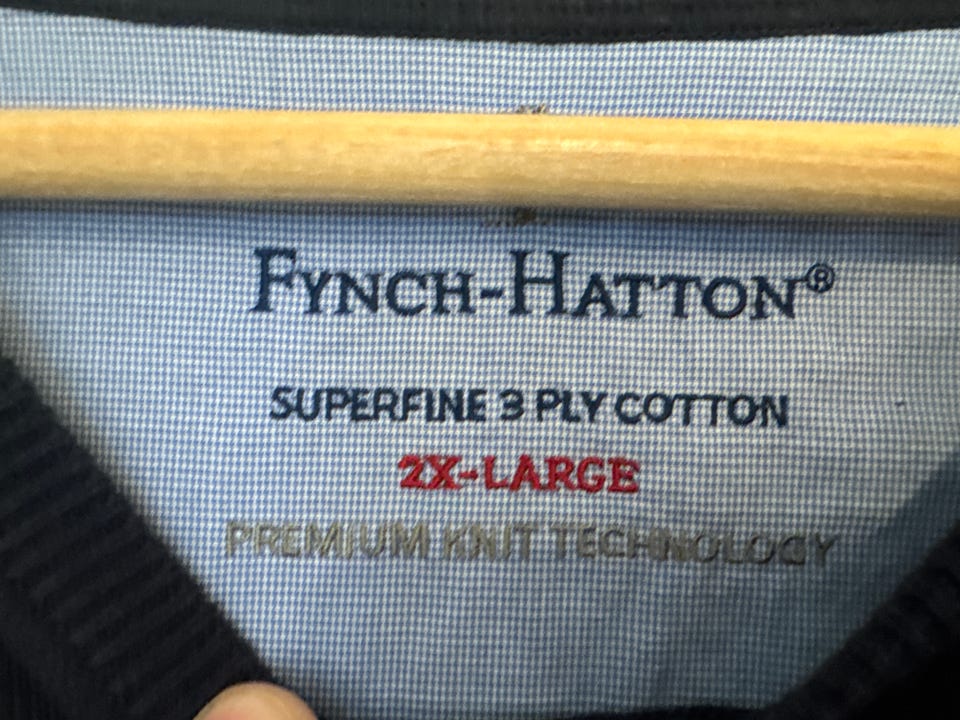 FYNCH-HATTON®
SUPERFINE 3 PLY COTTON
2X-LARGE
PREMIUM KNIT TECHNOLOGY